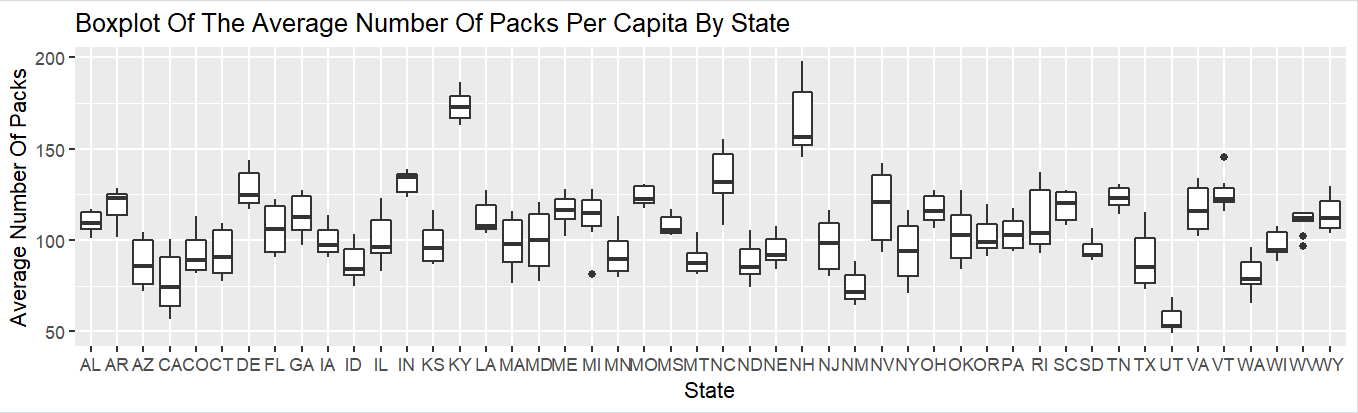 Boxplot Of The Average Number Of Packs Per Capita By State
Average Number Of Packs
200
150
100
50
AL AR AZ CA CO CT DE FL GA IA ID IL IN KS KY LA MA MD ME MI MN MO MS MT NC ND NE NH NJ NM NV NY OH OK OR PA RI SC SD TN TX UT VA VT WA WI WV WY
State